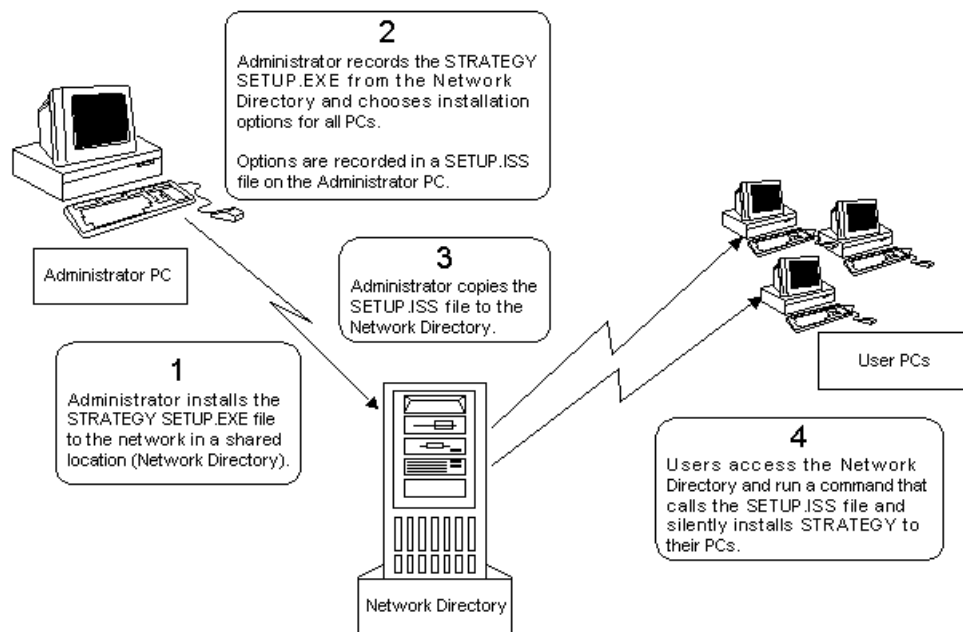 2
Administrator records the STRATEGY
SETUP.EXE from the Network
Directory and chooses installation
options for all PCs.
Options are recorded in a SETUP.ISS
file on the Administrator PC.
Administrator PC
3
Administrator copies the
SETUP.ISS file to the
Network Directory.
1
Administrator installs the
STRATEGY SETUP.EXE file
to the network in a shared
location (Network Directory).
User PCs
4
Users access the Network
Directory and run a command that
calls the SETUP.ISS file and
silently installs STRATEGY to
their PCs.
Network Directory